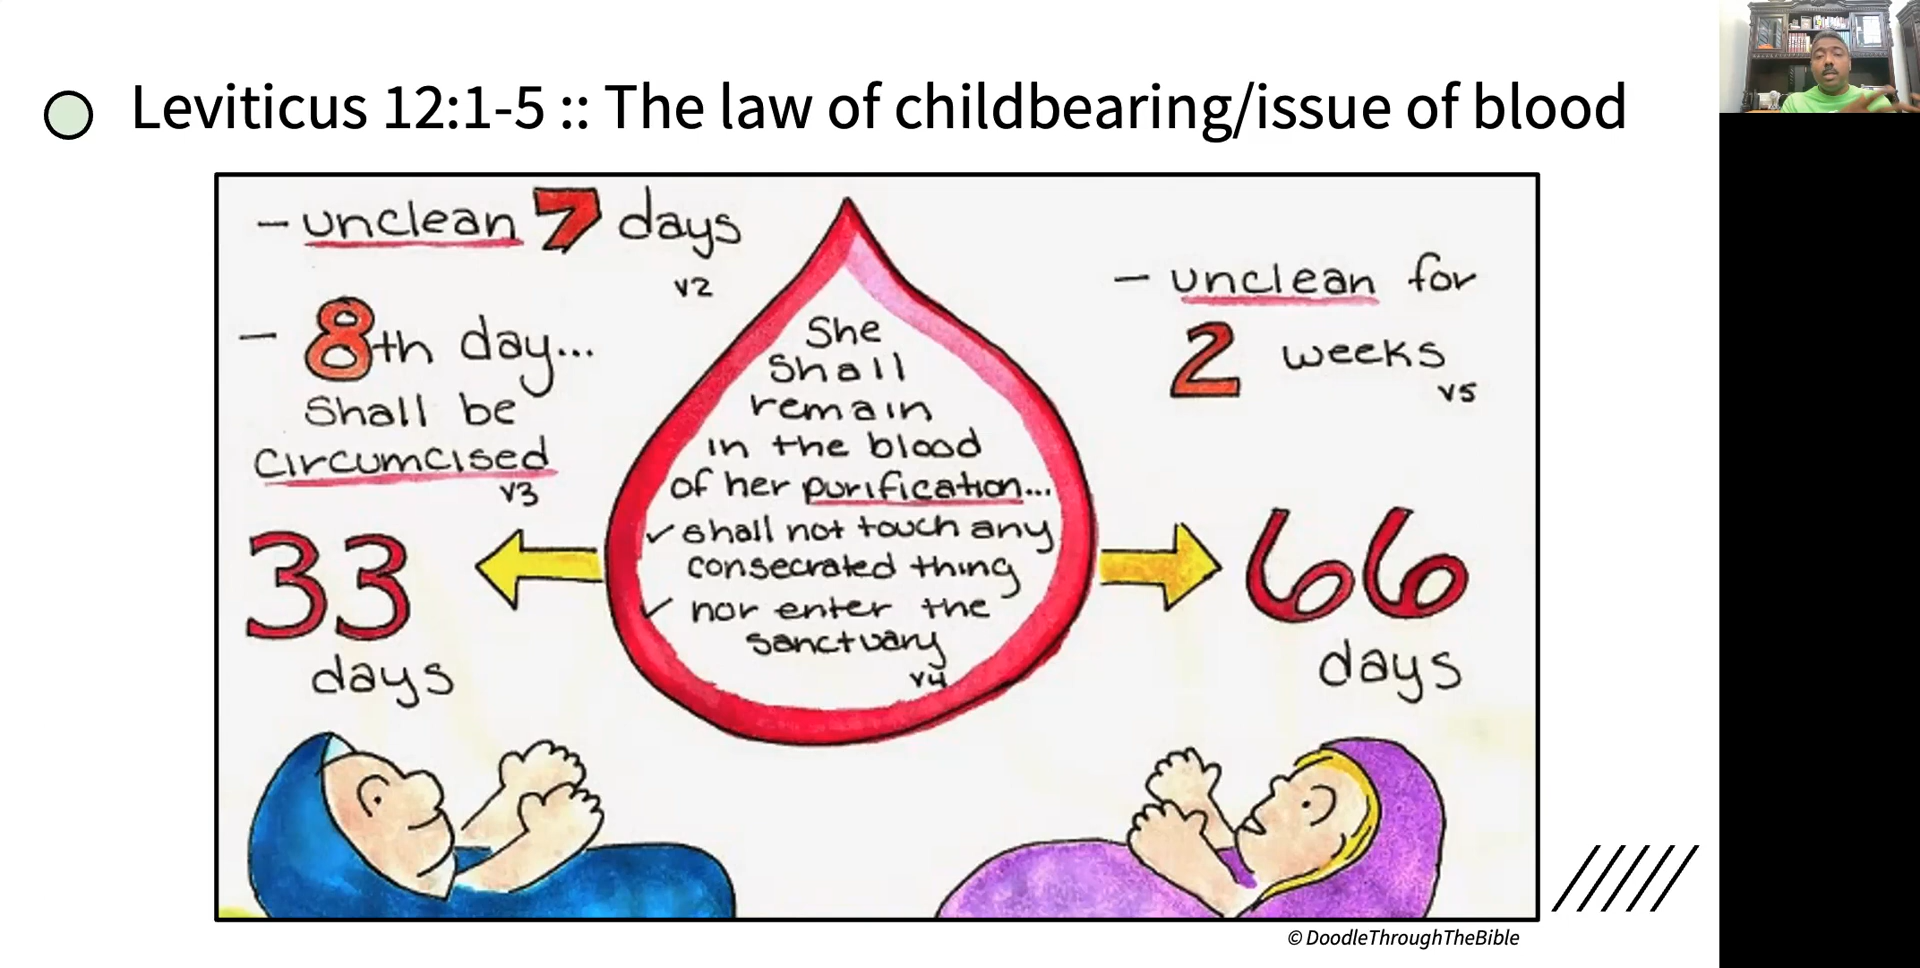 Leviticus 12:1-5 :: The law of childbearing/issue of blood
- unclean 7 days
v2
- 8th day...
Shall be
circumcised
v3
33
days
She
Shall
remain
in the blood
of her purification...
✓ shall not touch any
consecrated thing
✓ nor enter the
sanctuary
v4
- unclean for
2 weeks
v5
66
days
© DoodleThroughTheBible